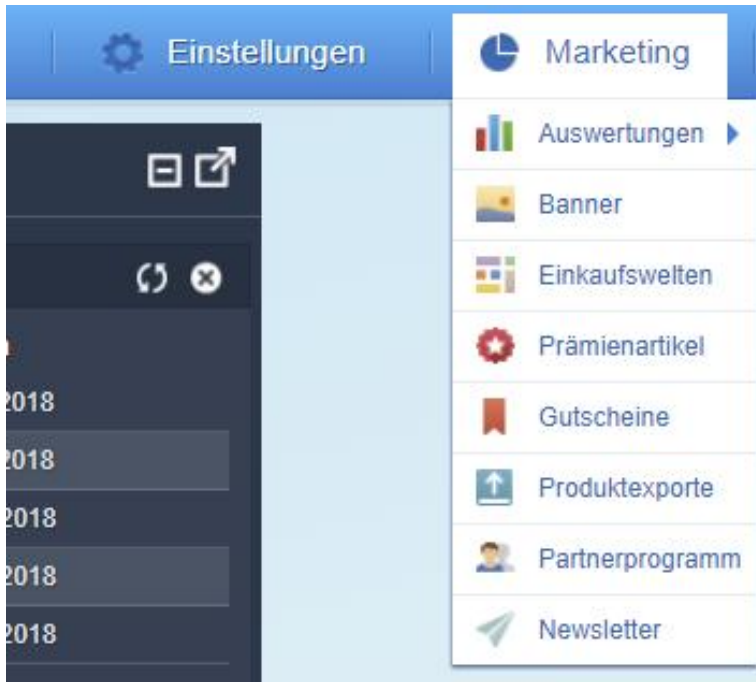 Einstellungen
Marketing
Auswertungen
Banner
Einkaufswelten
Prämienartikel
Gutscheine
Produktexporte
Partnerprogramm
Newsletter
2018
2018
2018
2018
2018